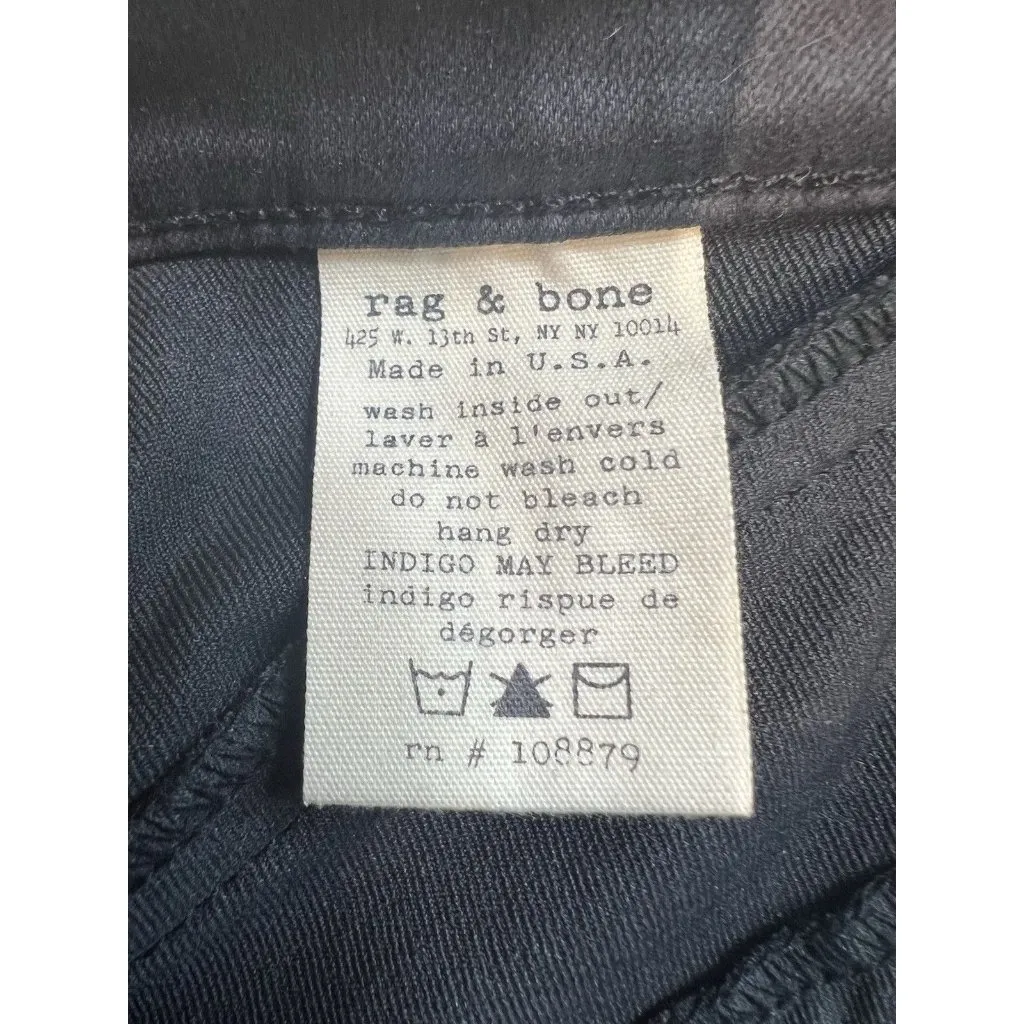 rag & bone
425 W. 13th St, NY NY 10014
Made in U.S.A.
wash inside out/
laver à l'envers
machine wash cold
do not bleach
hang dry
INDIGO MAY BLEED
indigo rispue de
dégorger
rn # 108879